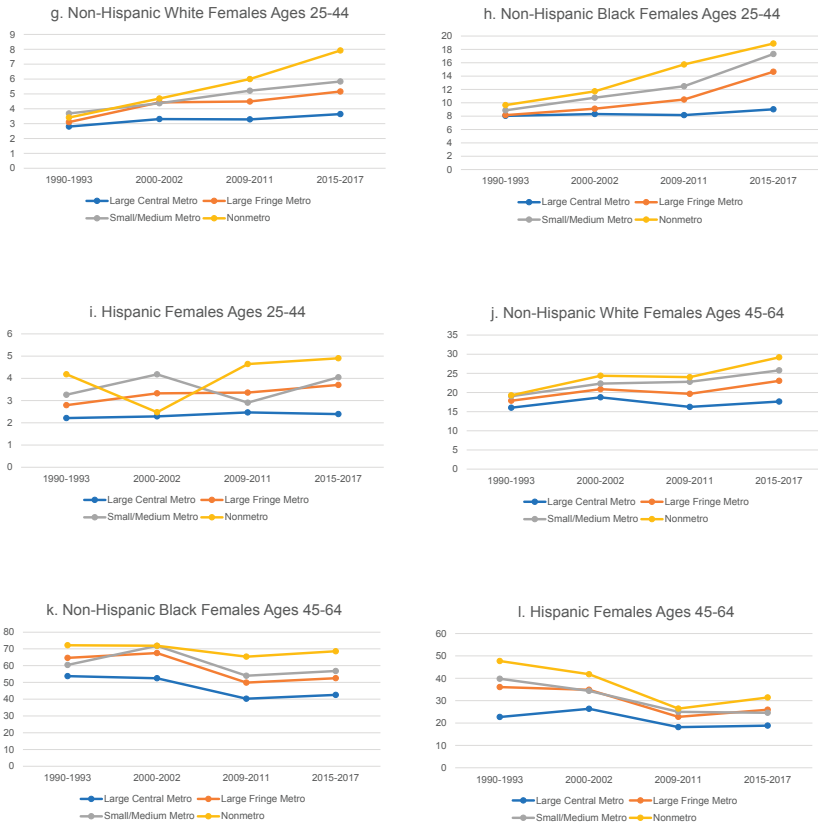 g. Non-Hispanic White Females Ages 25-44
9
8
7
6
5
4
3
2
1
0
1990-1993 2000-2002 2009-2011 2015-2017
Large Central Metro Large Fringe Metro
Small/Medium Metro Nonmetro
h. Non-Hispanic Black Females Ages 25-44
20
18
16
14
12
10
8
6
4
2
0
1990-1993 2000-2002 2009-2011 2015-2017
Large Central Metro Large Fringe Metro
Small/Medium Metro Nonmetro
i. Hispanic Females Ages 25-44
6
5
4
3
2
1
0
1990-1993 2000-2002 2009-2011 2015-2017
Large Central Metro Large Fringe Metro
Small/Medium Metro Nonmetro
j. Non-Hispanic White Females Ages 45-64
35
30
25
20
15
10
5
0
1990-1993 2000-2002 2009-2011 2015-2017
Large Central Metro Large Fringe Metro
Small/Medium Metro Nonmetro
k. Non-Hispanic Black Females Ages 45-64
80
70
60
50
40
30
20
10
0
1990-1993 2000-2002 2009-2011 2015-2017
Large Central Metro Large Fringe Metro
Small/Medium Metro Nonmetro
l. Hispanic Females Ages 45-64
60
50
40
30
20
10
0
1990-1993 2000-2002 2009-2011 2015-2017
Large Central Metro Large Fringe Metro
Small/Medium Metro Nonmetro